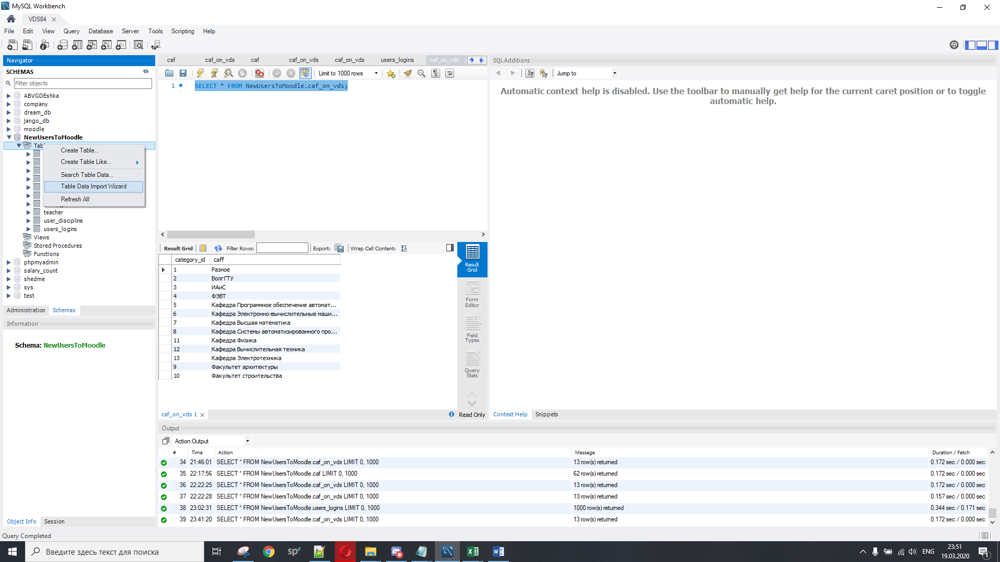 MySQL Workbench
VDS84
File Edit View Query Database Server Tools Scripting Help
Navigator
SCHEMAS
Filter objects
ABVGDEshka
company
dream_db
jango_db
moodle
NewUsersToMoodle
Create Table...
Create Table Like...
Search Table Data...
Table Data Import Wizard
Refresh All
teacher
user_discipline
users_logins
Views
Stored Procedures
Functions
phpmyadmin
salary_count
shedme
sys
test
Administration Schemas
Information
Schema: NewUsersToMoodle
Object Info Session
Query Completed
caf caf_on_vds caf caf_on_vds caf_on_vds users_logins caf_on_vds
Limit to 1000 rows
1 SELECT * FROM NewUsersToMoodle.caf_on_vds;
Result Grid Filter Rows: Export: Wrap Cell Content:
category_id caff
1 Разное
2 ВолгГТУ
3 ИАиС
4 ФЭВТ
5 Кафедра Программное обеспечение автомат...
6 Кафедра Электронно-вычислительные маши...
7 Кафедра Высшая математика
8 Кафедра Системы автоматизированного про...
11 Кафедра Физика
12 Кафедра Вычислительная техника
13 Кафедра Электротехника
9 Факультет архитектуры
10 Факультет строительства
Result Grid
Form Editor
Field Types
Query Stats
caf_on_vds 1
Read Only
SQLAdditions
Jump to
Automatic context help is disabled. Use the toolbar to manually get help for the current caret position or to toggle
automatic help.
Context Help Snippets
Output
Action Output
# Time Action Message Duration / Fetch
34 21:46:01 SELECT * FROM NewUsersToMoodle.caf_on_vds LIMIT 0, 1000 13 row(s) returned 0.172 sec / 0.000 sec
35 22:17:56 SELECT * FROM NewUsersToMoodle.caf LIMIT 0, 1000 62 row(s) returned 0.172 sec / 0.000 sec
36 22:22:25 SELECT * FROM NewUsersToMoodle.caf_on_vds LIMIT 0, 1000 13 row(s) returned 0.172 sec / 0.000 sec
37 22:22:28 SELECT * FROM NewUsersToMoodle.caf_on_vds LIMIT 0, 1000 13 row(s) returned 0.157 sec / 0.000 sec
38 23:02:31 SELECT * FROM NewUsersToMoodle.users_logins LIMIT 0, 1000 1000 row(s) returned 0.344 sec / 0.171 sec
39 23:41:20 SELECT * FROM NewUsersToMoodle.caf_on_vds LIMIT 0, 1000 13 row(s) returned 0.172 sec / 0.000 sec
Введите здесь текст для поиска
ENG
23:51
19.03.2020